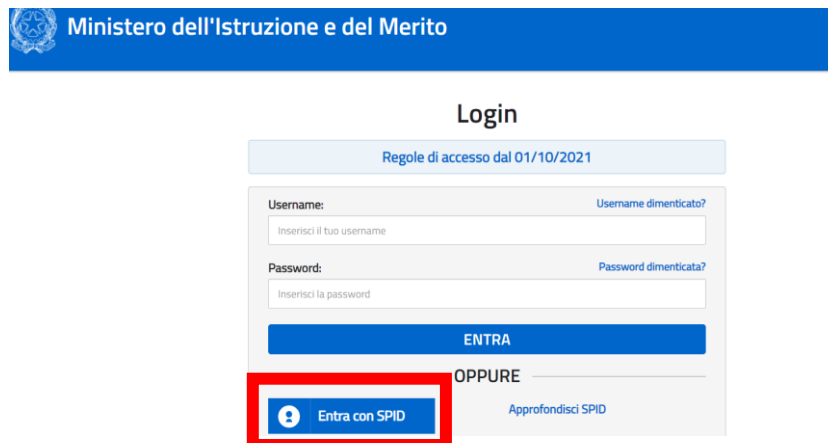 Ministero dell'Istruzione e del Merito
Login
Regole di accesso dal 01/10/2021
Username: Username dimenticato?
Inserisci il tuo username
Password: Password dimenticata?
Inserisci la password
ENTRA
OPPURE
Entra con SPID Approfondisci SPID